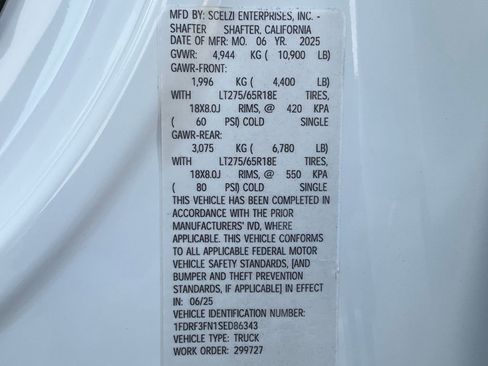 MFD BY: SCELZI ENTERPRISES, INC. -
SHAFTER SHAFTER, CALIFORNIA
DATE OF MFR: MO. 06 YR. 2025
GVWR: 4,944 KG ( 10,900 LB)
GAWR-FRONT:
1,996 KG ( 4,400 LB)
WITH LT275/65R18E TIRES,
18X8.0J RIMS, @ 420 KPA
( 60 PSI) COLD SINGLE
GAWR-REAR:
3,075 KG ( 6,780 LB)
WITH LT275/65R18E TIRES,
18X8.0J RIMS, @ 550 KPA
( 80 PSI) COLD SINGLE
THIS VEHICLE HAS BEEN COMPLETED IN
ACCORDANCE WITH THE PRIOR
MANUFACTURERS' IVD, WHERE
APPLICABLE. THIS VEHICLE CONFORMS
TO ALL APPLICABLE FEDERAL MOTOR
VEHICLE SAFETY STANDARDS, [AND
BUMPER AND THEFT PREVENTION
STANDARDS, IF APPLICABLE] IN EFFECT
IN: 06/25
VEHICLE IDENTIFICATION NUMBER:
1FDRF3FN1SED86343
VEHICLE TYPE: TRUCK
WORK ORDER: 299727